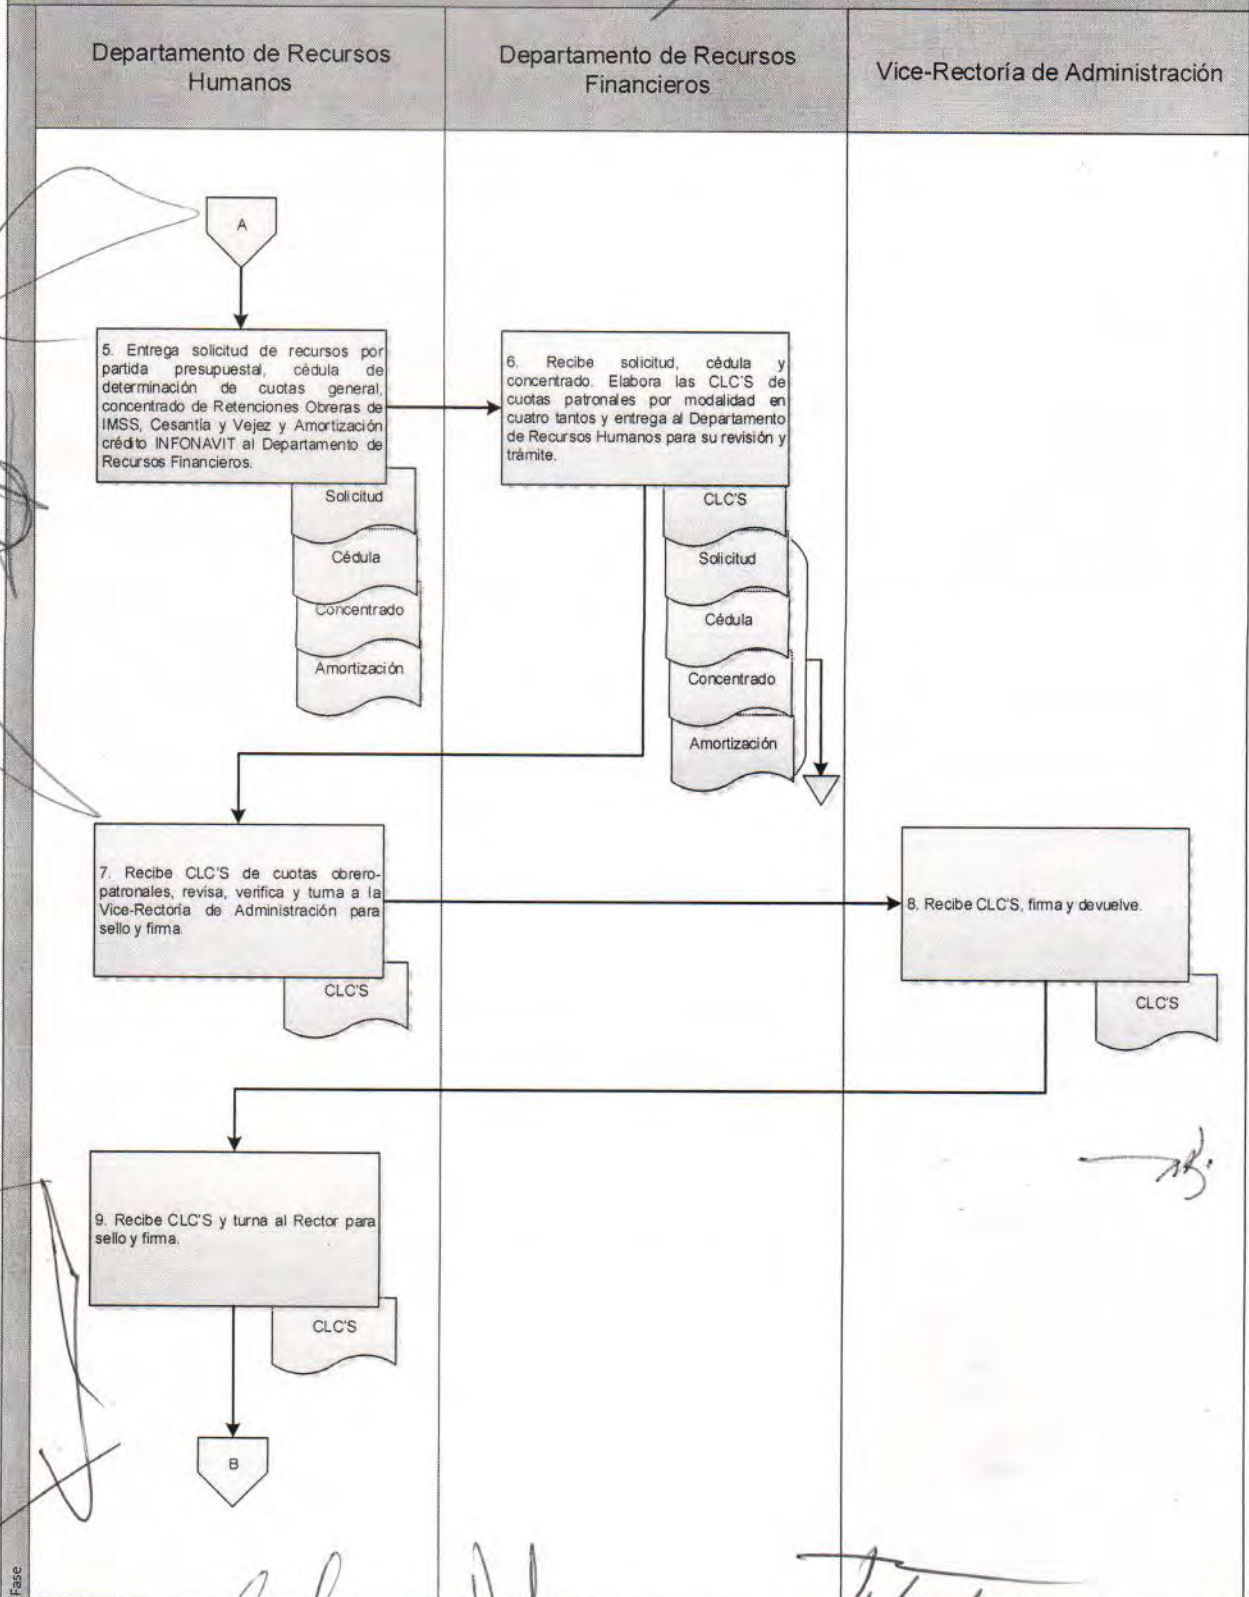 Departamento de Recursos
Humanos
Departamento de Recursos
Financieros
Vice-Rectoría de Administración
A
5. Entrega solicitud de recursos por
partida presupuestal, cédula de
determinación de cuotas general,
concentrado de Retenciones Obreras de
IMSS, Cesantía y Vejez y Amortización
crédito INFONAVIT al Departamento de
Recursos Financieros.
Solicitud
Cédula
Concentrado
Amortización
6. Recibe solicitud, cédula y
concentrado. Elabora las CLC'S de
cuotas patronales por modalidad en
cuatro tantos y entrega al Departamento
de Recursos Humanos para su revisión y
trámite.
CLC'S
Solicitud
Cédula
Concentrado
Amortización
7. Recibe CLC'S de cuotas obrero-
patronales, revisa, verifica y turna a la
Vice-Rectoría de Administración para
sello y firma.
CLC'S
8. Recibe CLC'S, firma y devuelve.
CLC'S
9. Recibe CLC'S y turna al Rector para
sello y firma.
CLC'S
B
Fase